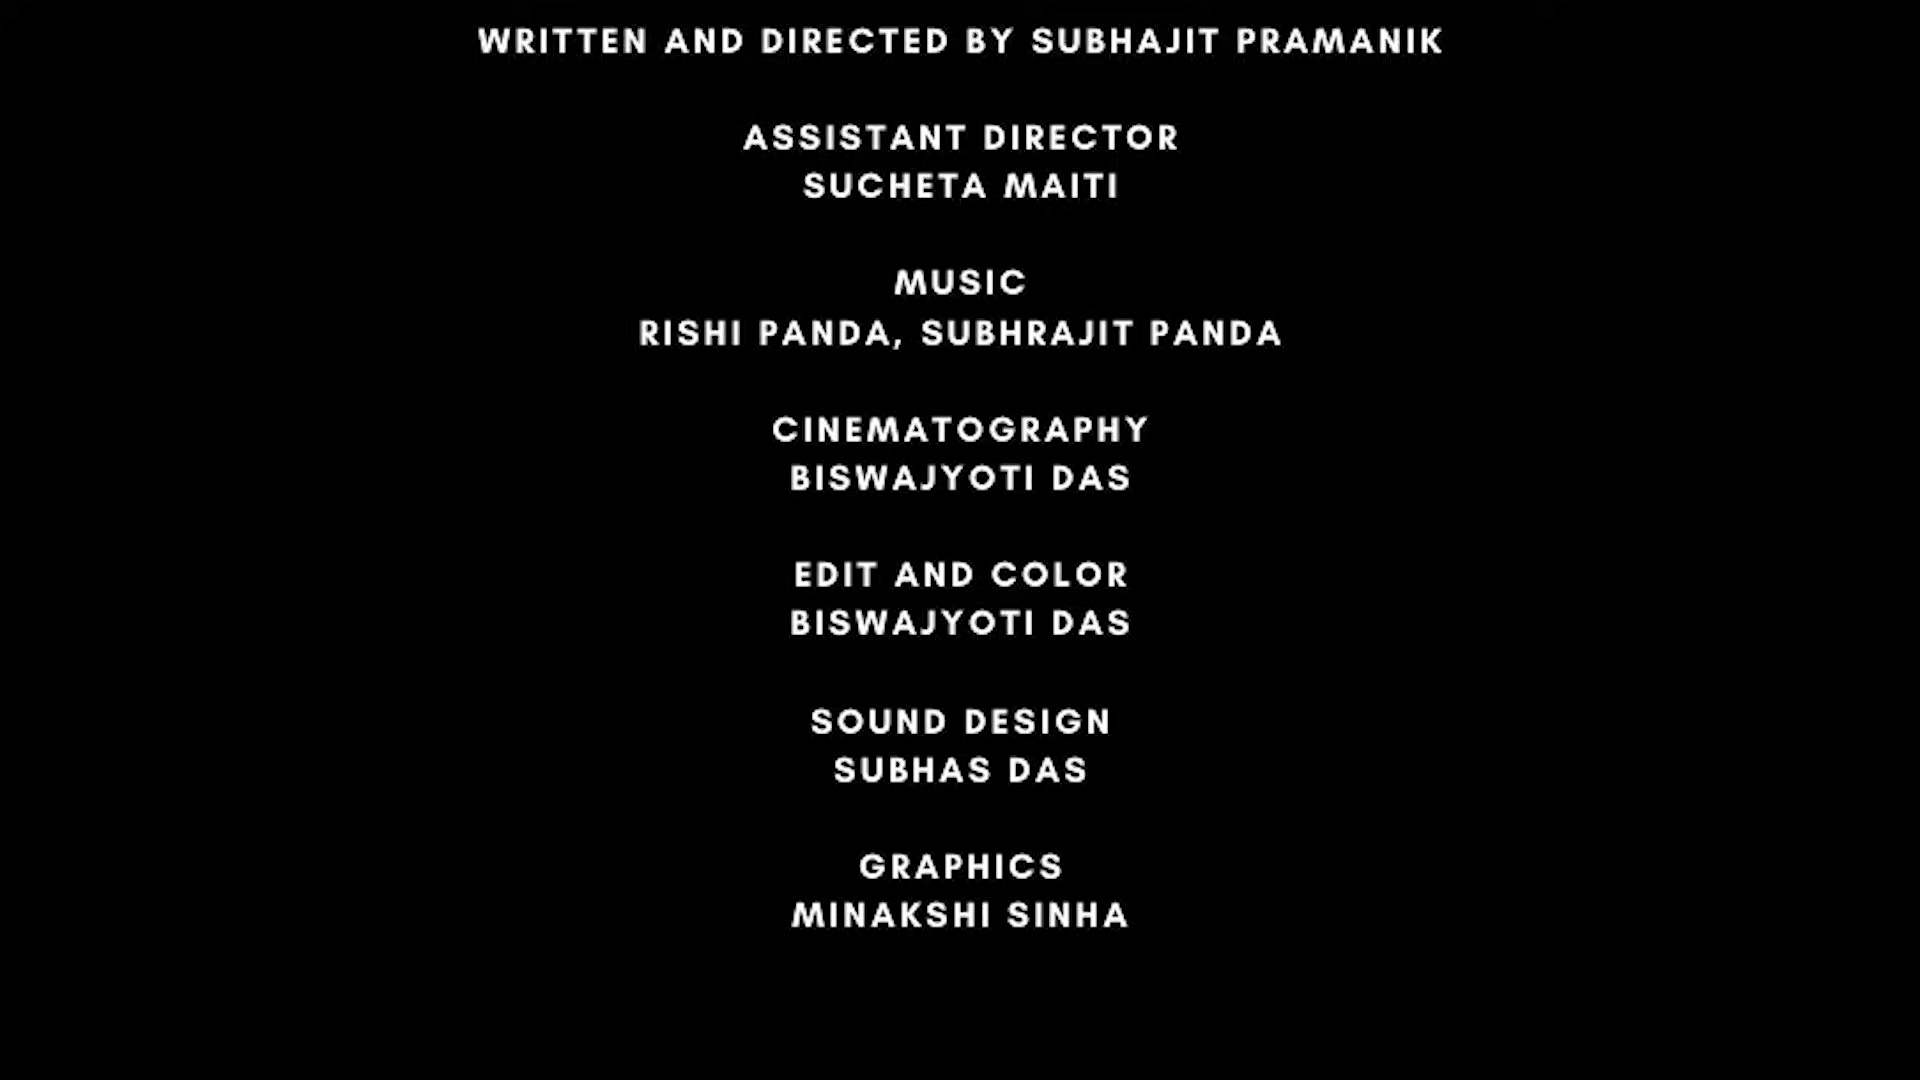 WRITTEN AND DIRECTED BY SUBHAJIT PRAMANIK
ASSISTANT DIRECTOR
SUCHETA MAITI
MUSIC
RISHI PANDA, SUBHRAJIT PANDA
CINEMATOGRAPHY
BISWAJYOTI DAS
EDIT AND COLOR
BISWAJYOTI DAS
SOUND DESIGN
SUBHAS DAS
GRAPHICS
MINAKSHI SINHA